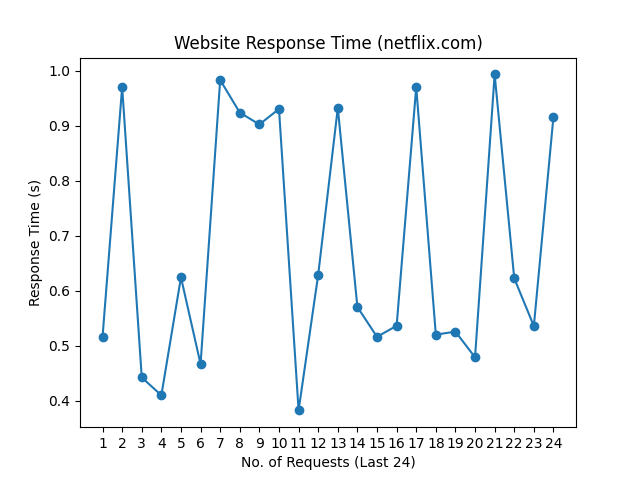 Website Response Time (netflix.com)
1.0
0.9
0.8
0.7
0.6
0.5
0.4
Response Time (s)
1 2 3 4 5 6 7 8 9 10 11 12 13 14 15 16 17 18 19 20 21 22 23 24
No. of Requests (Last 24)